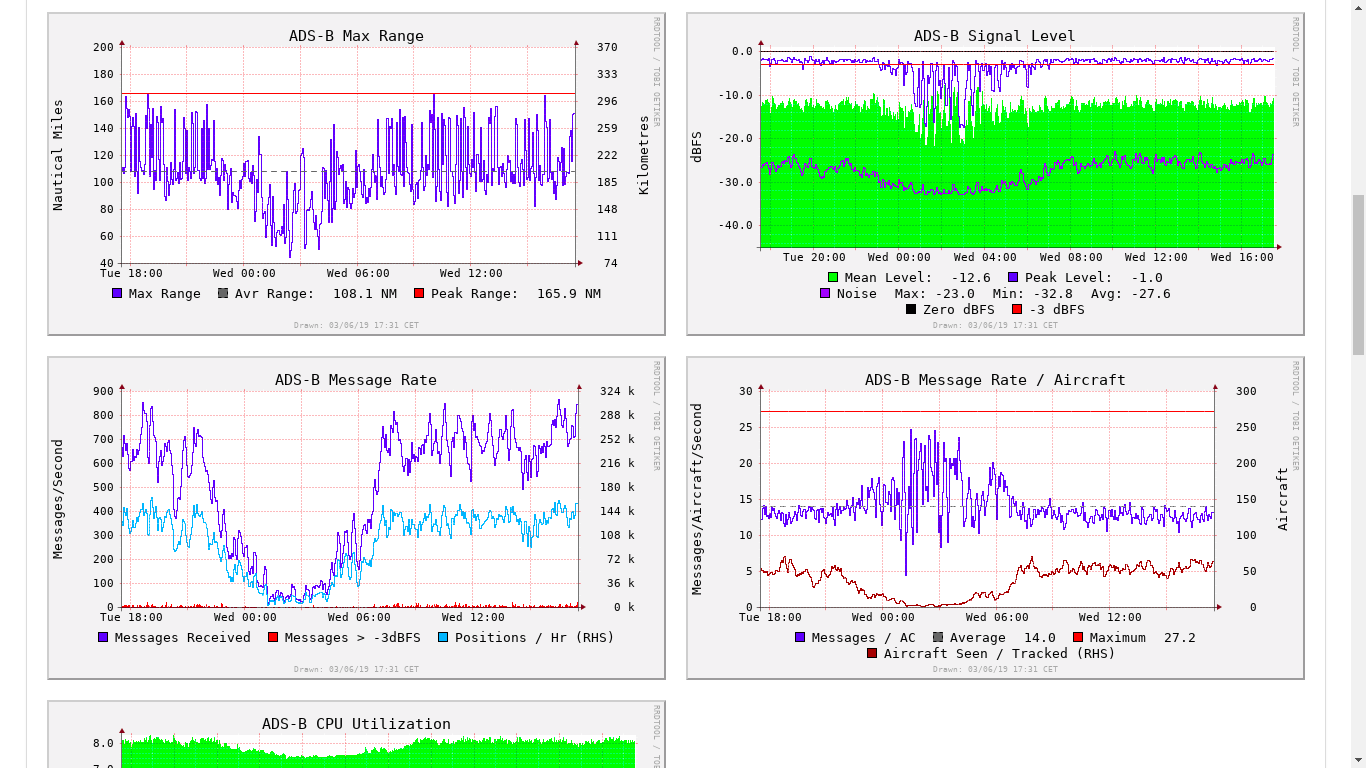 ADS-B Max Range
RRDTOOL / TOBI OETIKER
Nautical Miles
Kilometres
200 370
180 333
160 296
140 259
120 222
100 185
80 148
60 111
40 74
Tue 18:00 Wed 00:00 Wed 06:00 Wed 12:00
Max Range Avr Range: 108.1 NM Peak Range: 165.9 NM
Drawn: 03/06/19 17:31 CET
ADS-B Signal Level
RRDTOOL / TOBI OETIKER
dBFS
0.0
-10.0
-20.0
-30.0
-40.0
Tue 20:00 Wed 00:00 Wed 04:00 Wed 08:00 Wed 12:00 Wed 16:00
Mean Level: -12.6 Peak Level: -1.0
Noise Max: -23.0 Min: -32.8 Avg: -27.6
Zero dBFS -3 dBFS
Drawn: 03/06/19 17:31 CET
ADS-B Message Rate
RRDTOOL / TOBI OETIKER
Messages/Second
900 324 k
800 288 k
700 252 k
600 216 k
500 180 k
400 144 k
300 108 k
200 72 k
100 36 k
0 0 k
Tue 18:00 Wed 00:00 Wed 06:00 Wed 12:00
Messages Received Messages > -3dBFS Positions / Hr (RHS)
Drawn: 03/06/19 17:31 CET
ADS-B Message Rate / Aircraft
RRDTOOL / TOBI OETIKER
Messages/Aircraft/Second
Aircraft
30 300
25 250
20 200
15 150
10 100
5 50
0 0
Tue 18:00 Wed 00:00 Wed 06:00 Wed 12:00
Messages / AC Average 14.0 Maximum 27.2
Aircraft Seen / Tracked (RHS)
Drawn: 03/06/19 17:31 CET
ADS-B CPU Utilization
RRDTOOL / TOBI
8.0